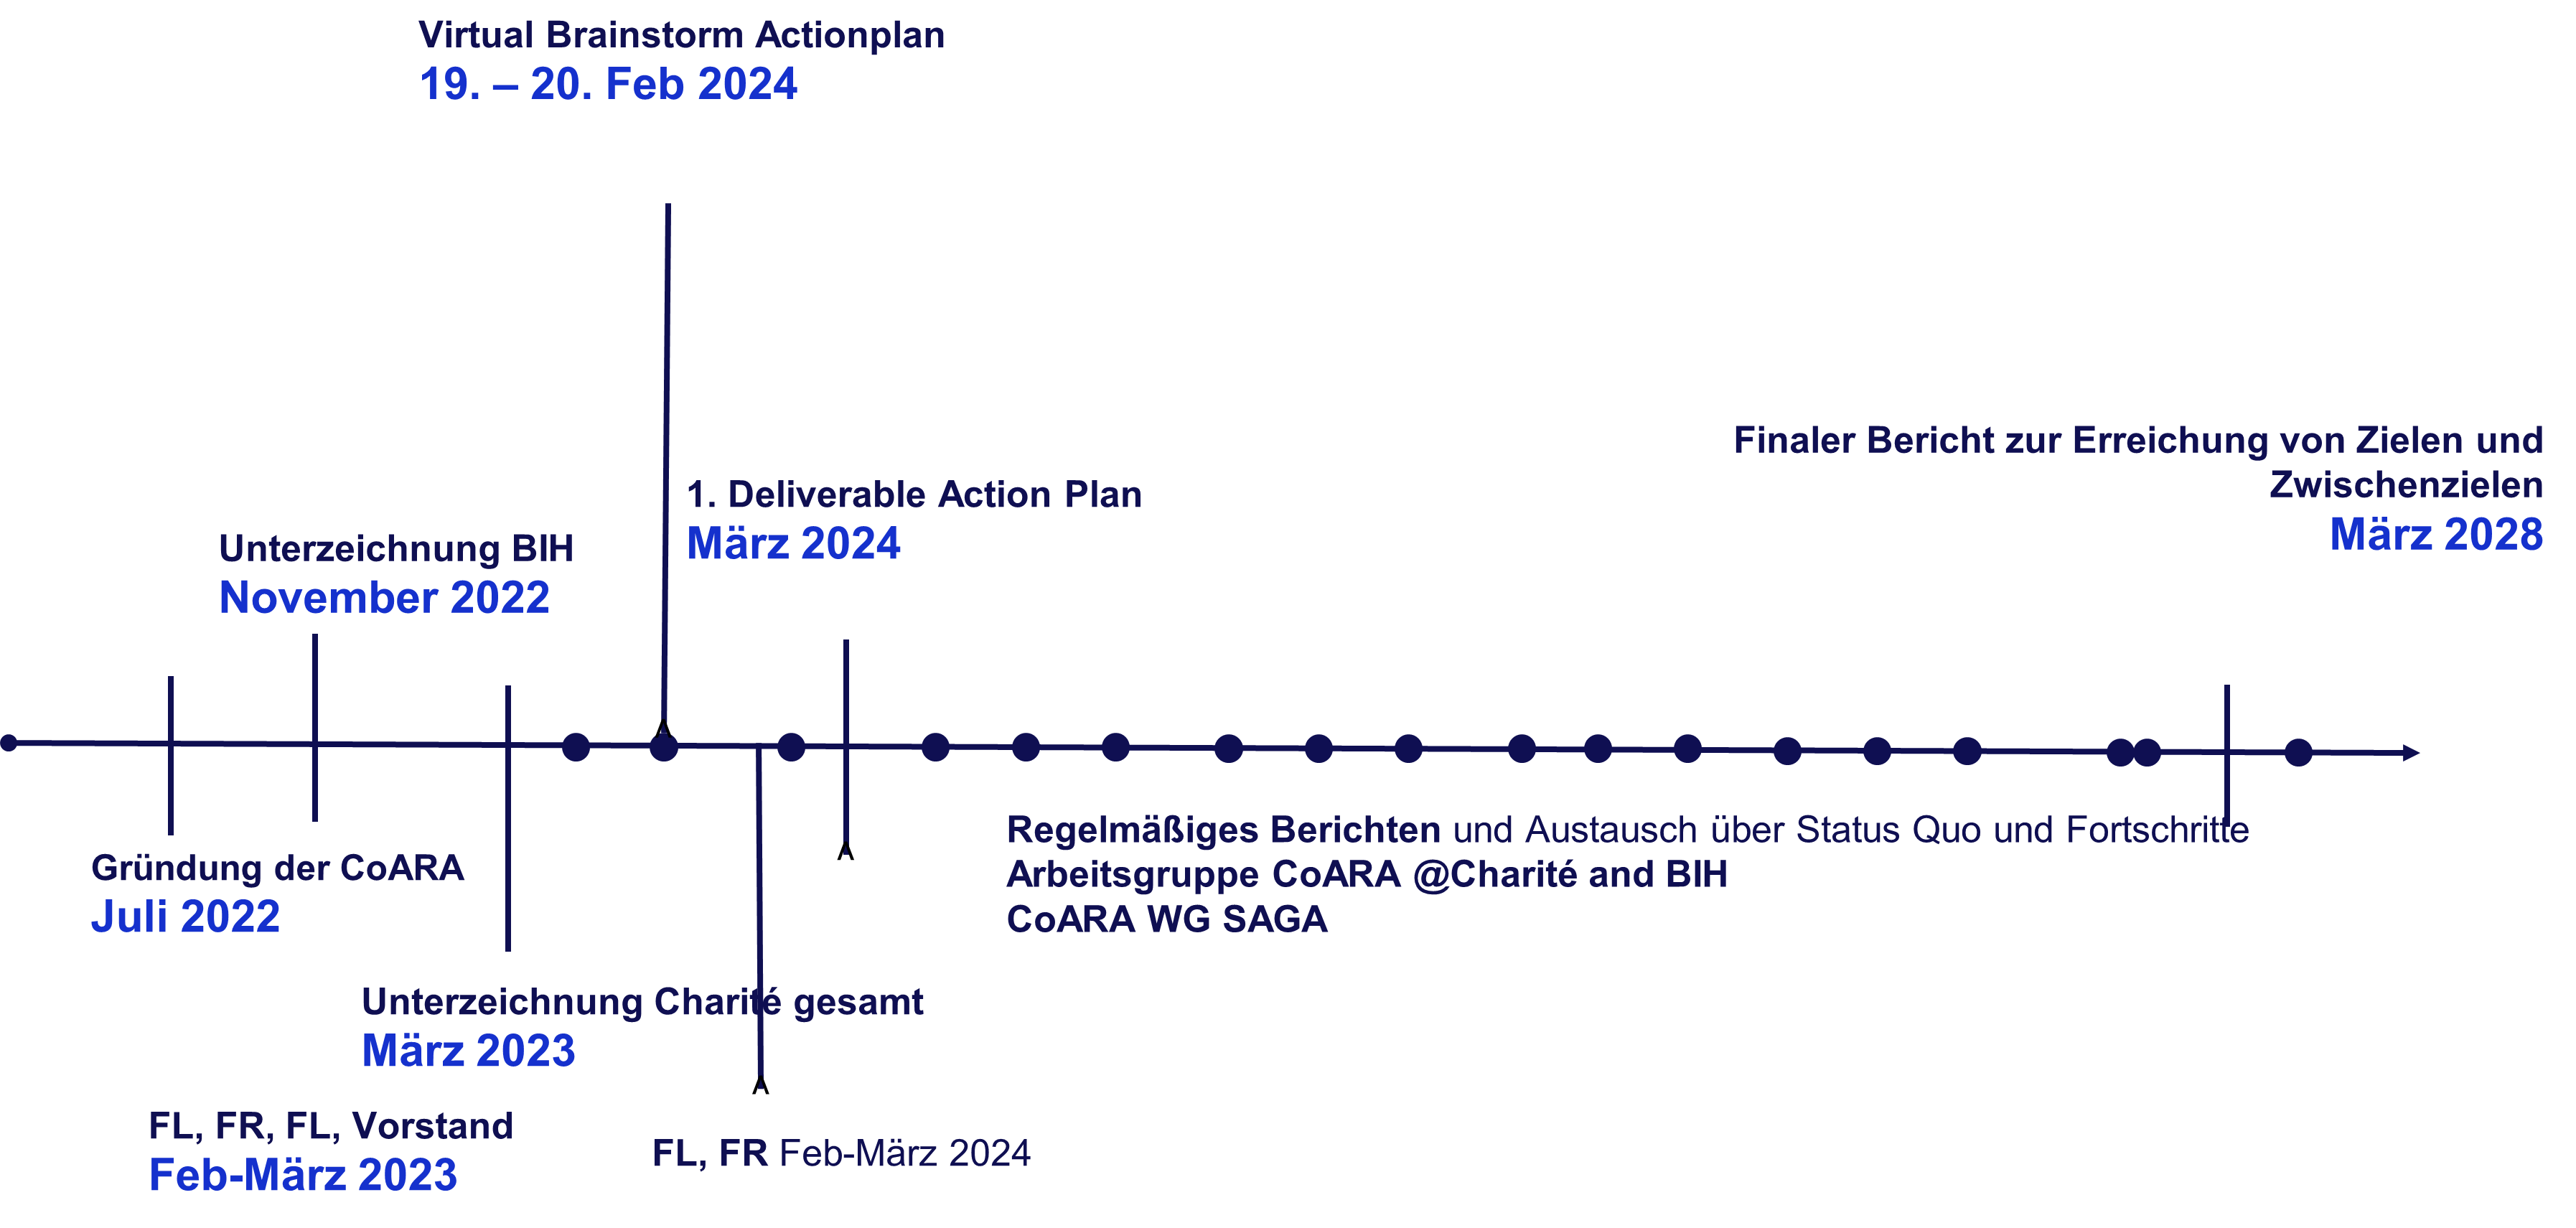 Virtual Brainstorm Actionplan
19. – 20. Feb 2024
Finaler Bericht zur Erreichung von Zielen und
Zwischenzielen
März 2028
1. Deliverable Action Plan
März 2024
Unterzeichnung BIH
November 2022
Gründung der CoARA
Juli 2022
Regelmäßiges Berichten und Austausch über Status Quo und Fortschritte
Arbeitsgruppe CoARA @Charité and BIH
CoARA WG SAGA
Unterzeichnung Charité gesamt
März 2023
FL, FR, FL, Vorstand
Feb-März 2023
FL, FR Feb-März 2024